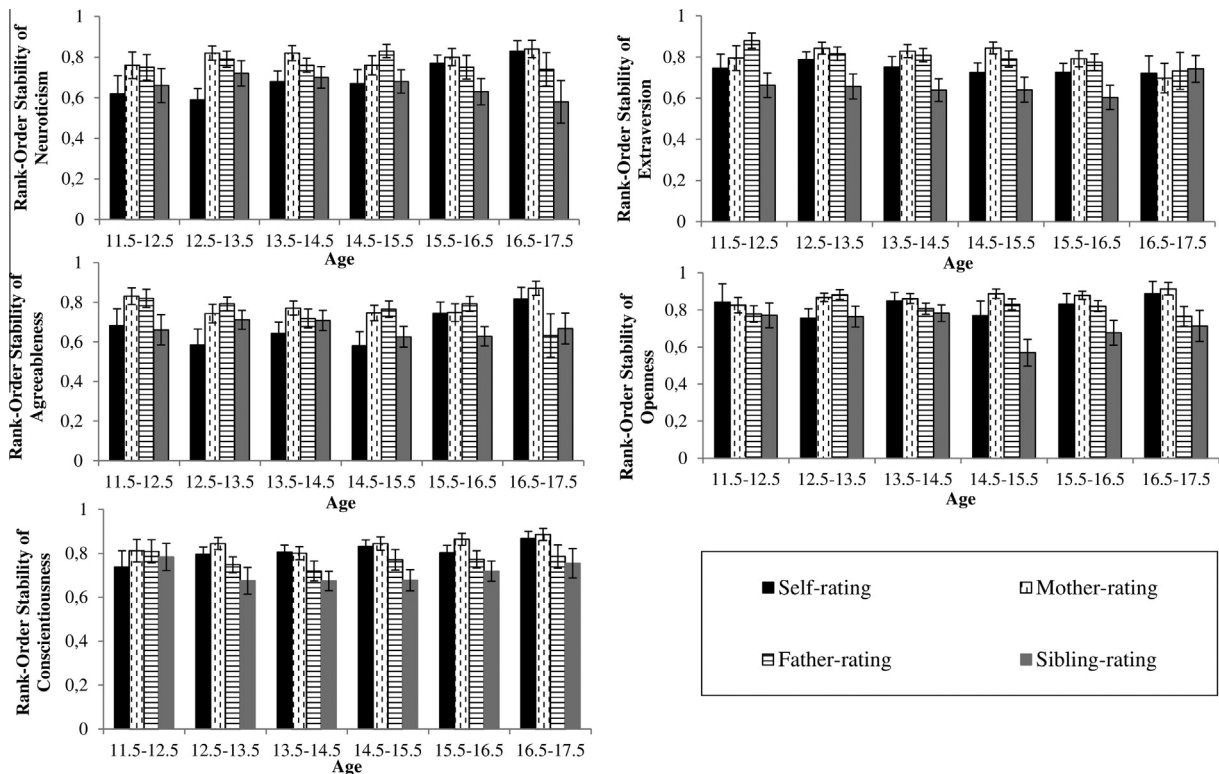 Rank-Order Stability of
Neuroticism
1
0,8
0,6
0,4
0,2
0
11.5-12.5 12.5-13.5 13.5-14.5 14.5-15.5 15.5-16.5 16.5-17.5
Age
Rank-Order Stability of
Extraversion
1
0,8
0,6
0,4
0,2
0
11.5-12.5 12.5-13.5 13.5-14.5 14.5-15.5 15.5-16.5 16.5-17.5
Age
Rank-Order Stability of
Agreeableness
1
0,8
0,6
0,4
0,2
0
11.5-12.5 12.5-13.5 13.5-14.5 14.5-15.5 15.5-16.5 16.5-17.5
Age
Rank-Order Stability of
Openness
1
0,8
0,6
0,4
0,2
0
11.5-12.5 12.5-13.5 13.5-14.5 14.5-15.5 15.5-16.5 16.5-17.5
Age
Rank-Order Stability of
Conscientiousness
1
0,8
0,6
0,4
0,2
0
11.5-12.5 12.5-13.5 13.5-14.5 14.5-15.5 15.5-16.5 16.5-17.5
Age
Self-rating Mother-rating
Father-rating Sibling-rating